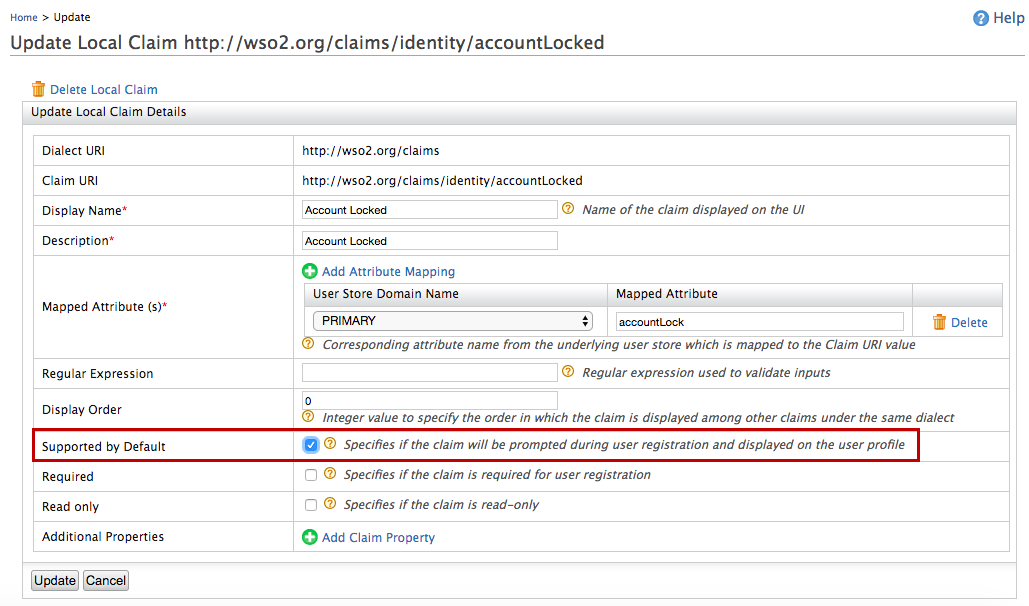 Home > Update
Help
Update Local Claim http://wso2.org/claims/identity/accountLocked
Delete Local Claim
Update Local Claim Details
Dialect URI http://wso2.org/claims
Claim URI http://wso2.org/claims/identity/accountLocked
Display Name* Account Locked Name of the claim displayed on the UI
Description* Account Locked
Add Attribute Mapping
User Store Domain Name Mapped Attribute
Mapped Attribute (s)*
PRIMARY accountLock Delete
Corresponding attribute name from the underlying user store which is mapped to the Claim URI value
Regular Expression Regular expression used to validate inputs
Display Order 0
Integer value to specify the order in which the claim is displayed among other claims under the same dialect
Supported by Default Specifies if the claim will be prompted during user registration and displayed on the user profile
Required Specifies if the claim is required for user registration
Read only Specifies if the claim is read-only
Additional Properties Add Claim Property
Update Cancel